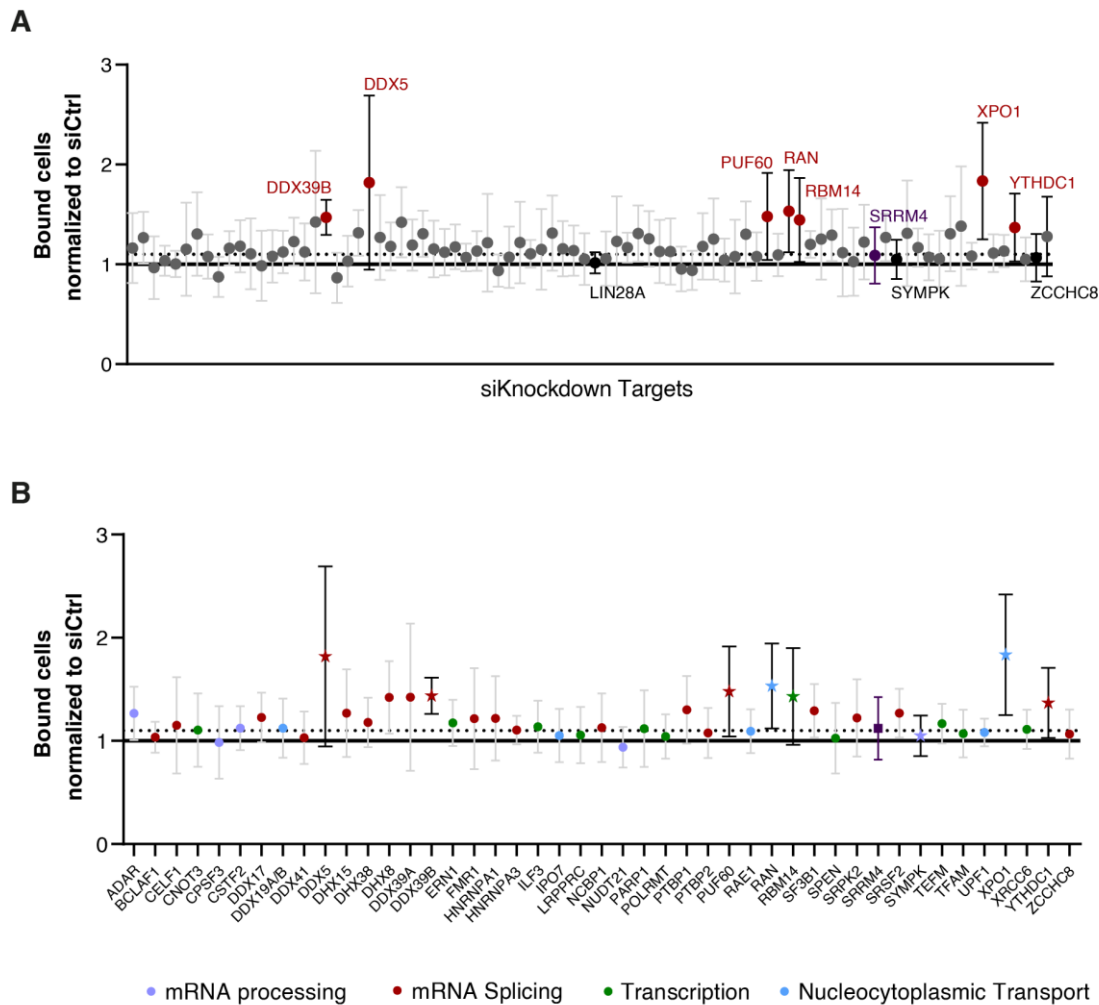 A
3
2
1
0
Bound cells
normalized to siCtrl
DDX39B
DDX5
LIN28A
PUF60
RAN
RBM14
SRRM4
SYMPK
XPO1
YTHDC1
ZCCHC8
siKnockdown Targets
B
3
2
1
0
Bound cells
normalized to siCtrl
ADAR
BCLAF1
CELF1
CNOT3
CPSF3
CSTF2
DDX17
DDX19A/B
DDX41
DDX5
DHX15
DHX38
DHX8
DDX39A
DDX39B
ERN1
FMR1
HNRNPA1
HNRNPA3
ILF3
IPO7
LRPPRC
NCBP1
NUDT21
PARP1
POLRMT
PTBP1
PTBP2
PUF60
RAE1
RAN
RBM14
SF3B1
SPEN
SRPK2
SRRM4
SRSF2
SYMPK
TEFM
TFAM
UPF1
XPO1
XRCC6
YTHDC1
ZCCHC8
mRNA processing
mRNA Splicing
Transcription
Nucleocytoplasmic Transport